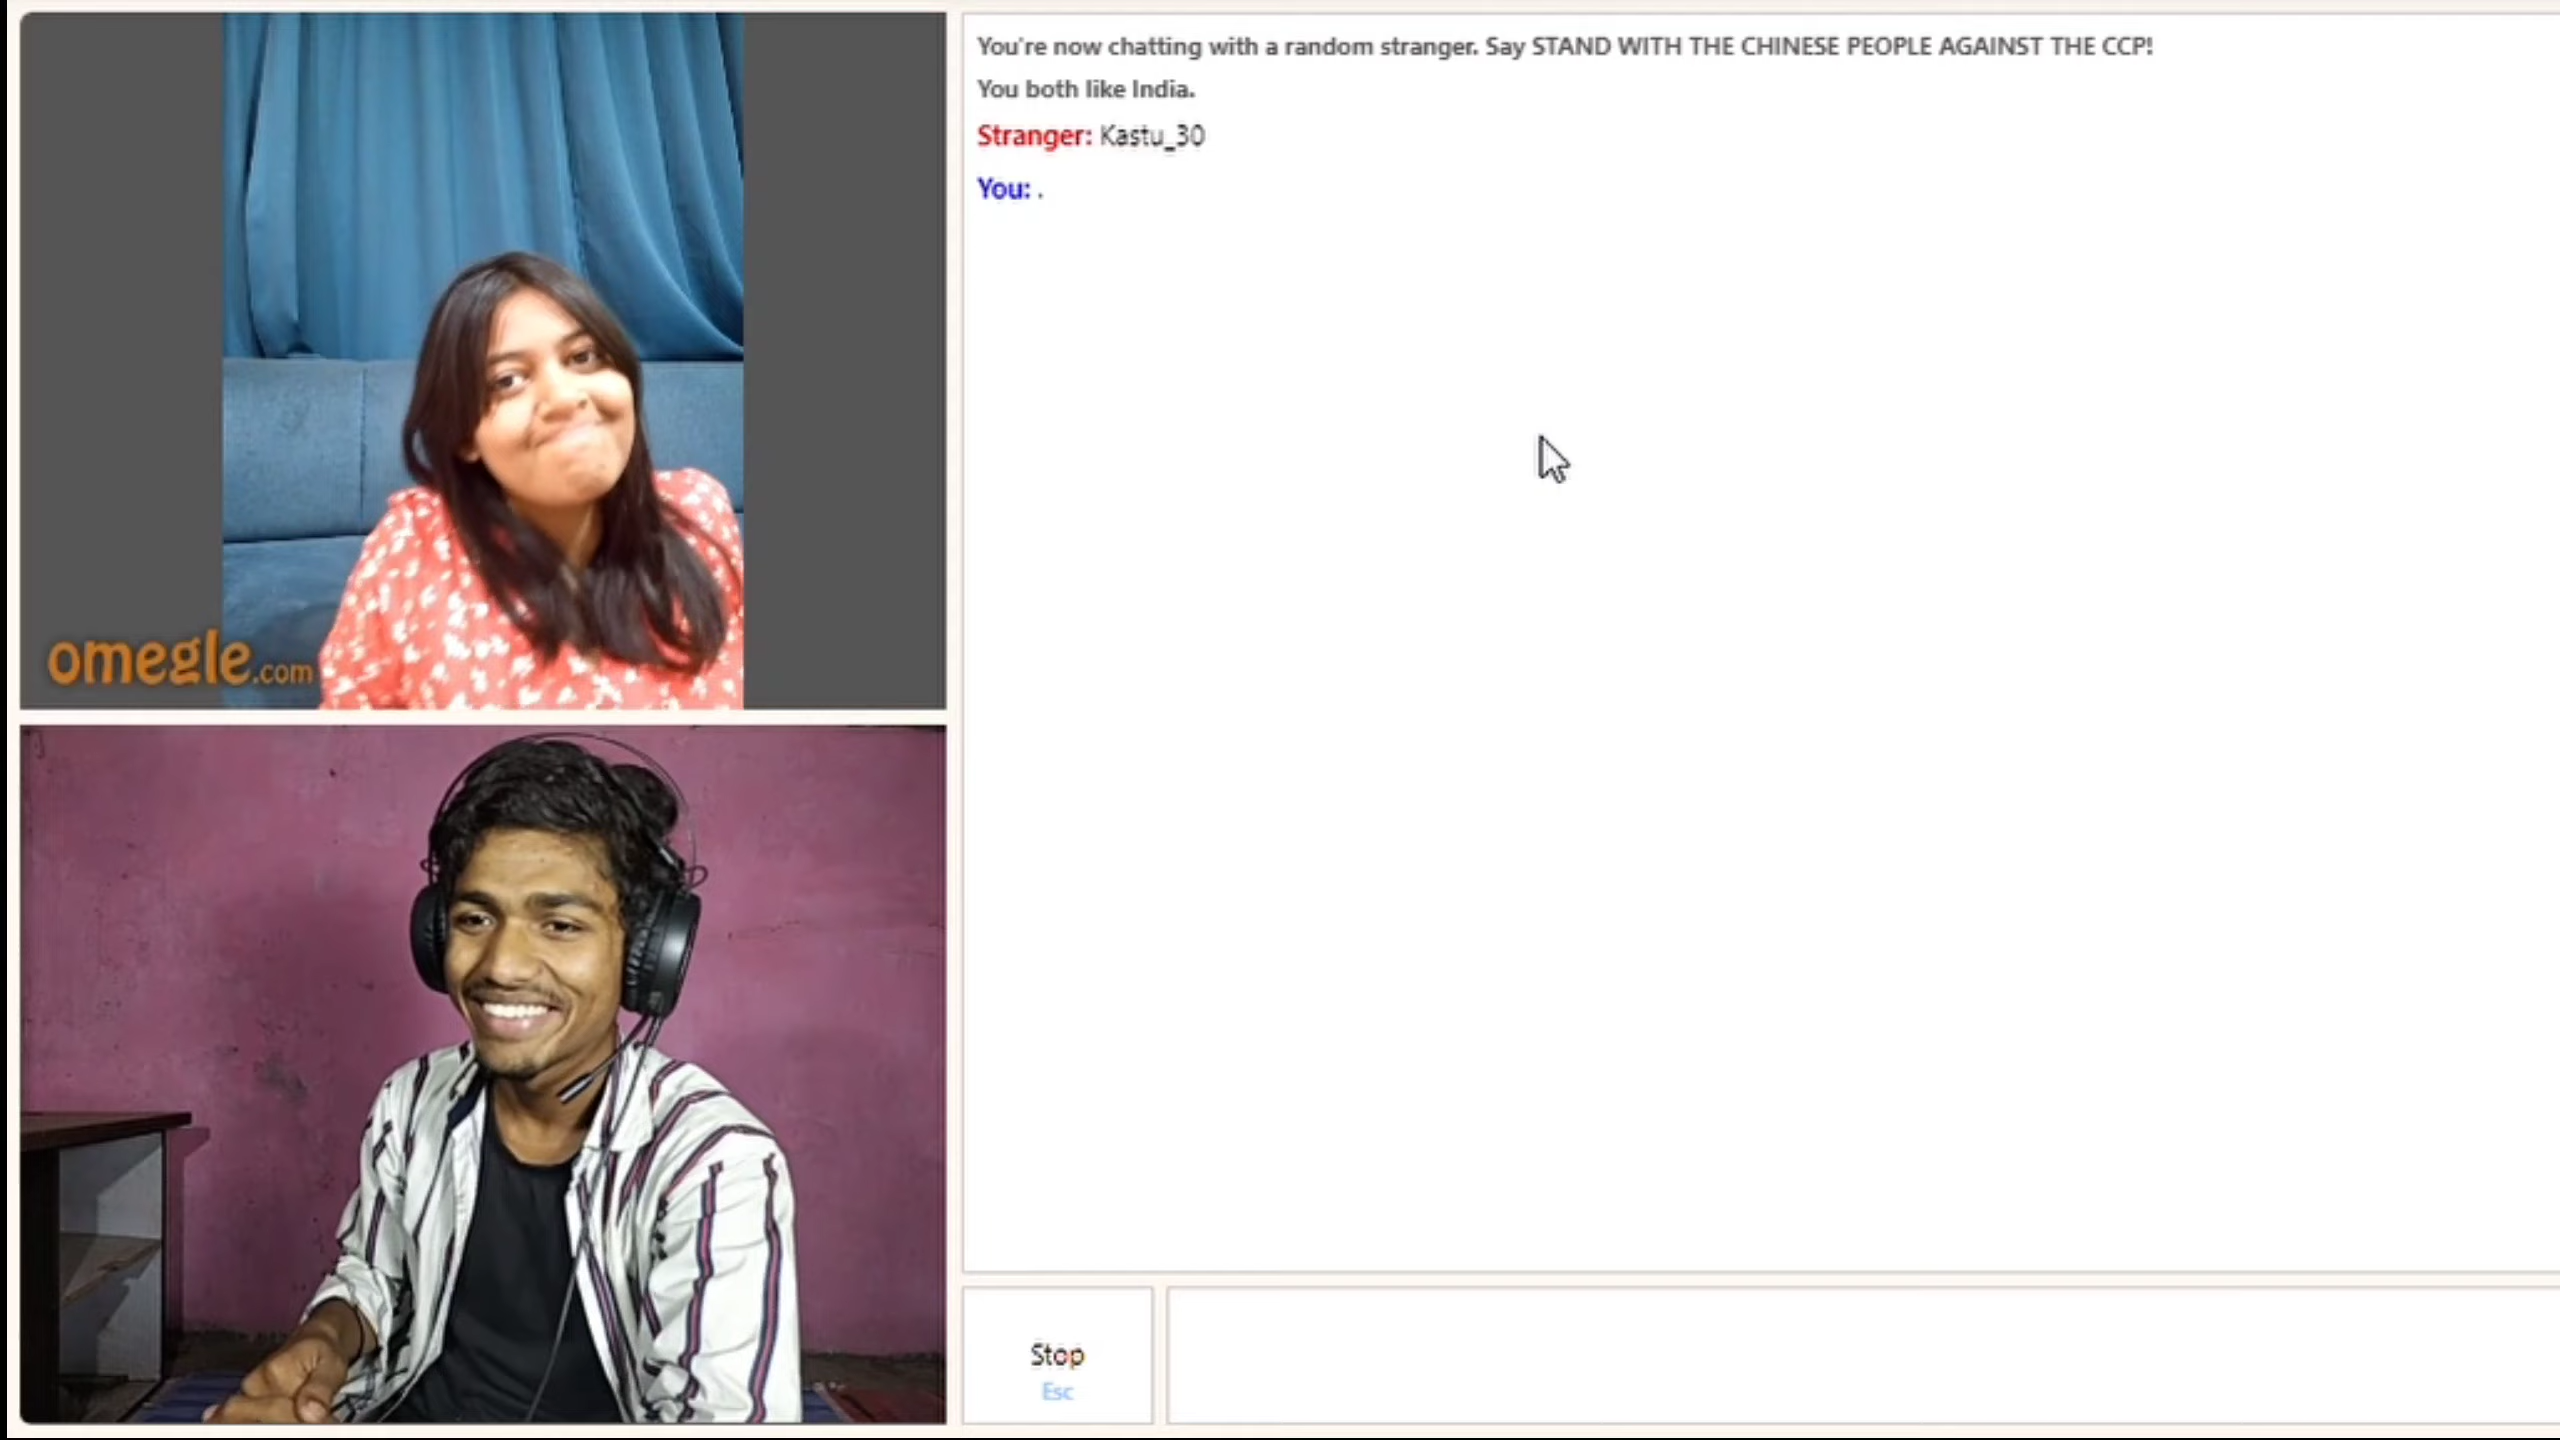 You're now chatting with a random stranger. Say STAND WITH THE CHINESE PEOPLE AGAINST THE CCP!
You both like India.
Stranger: Kastu_30
You: .
omegle.com
Stop
Esc